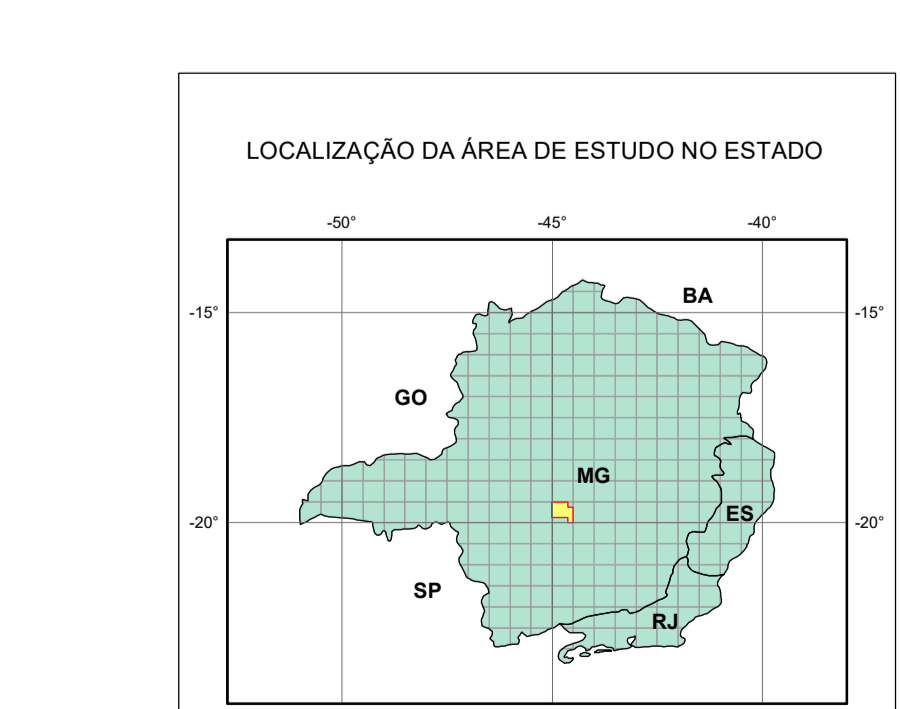 LOCALIZAÇÃO DA ÁREA DE ESTUDO NO ESTADO
-50° -45° -40°
BA
-15° -15°
GO
MG
ES
-20° -20°
SP
RJ